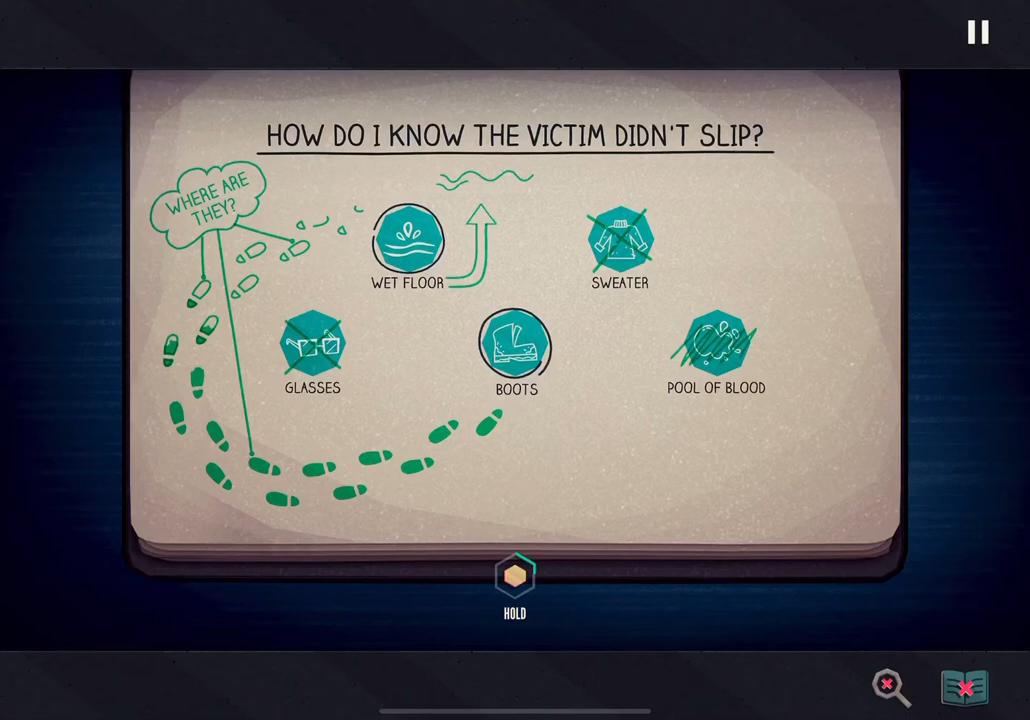 HOW DO I KNOW THE VICTIM DIDN'T SLIP?
WHERE ARE
THEY?
WET FLOOR
SWEATER
GLASSES
BOOTS
POOL OF BLOOD
HOLD